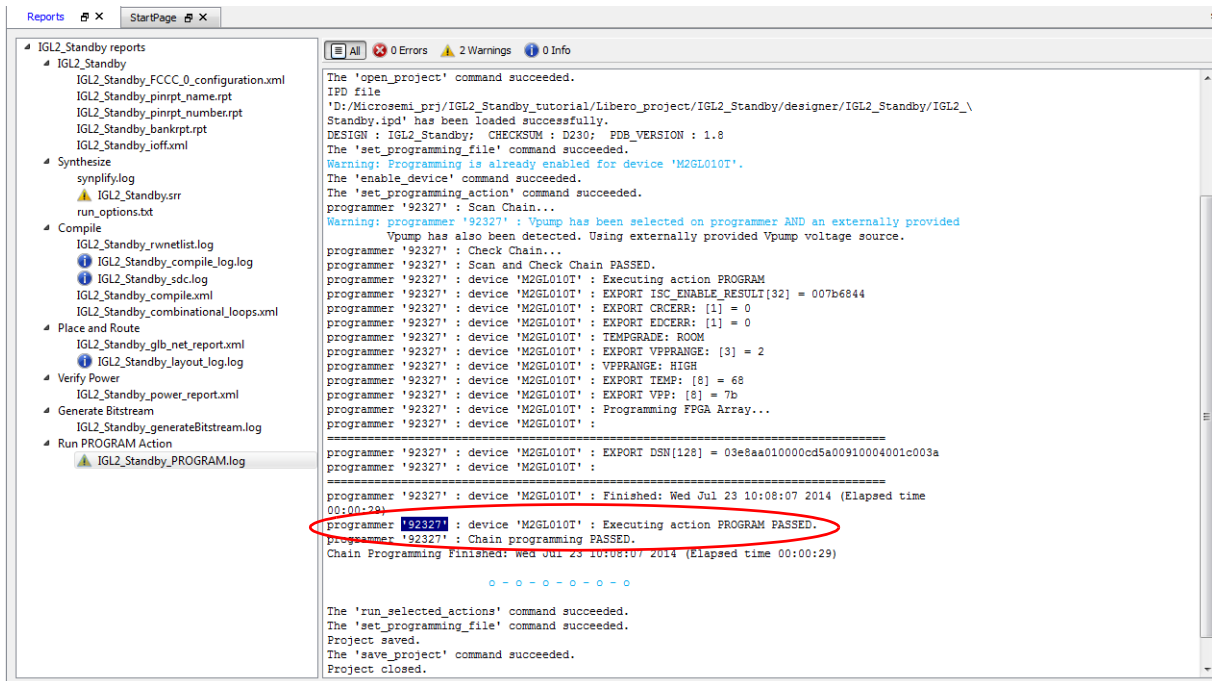 Reports
StartPage
IGL2_Standby reports
IGL2_Standby
IGL2_Standby_FCCC_0_configuration.xml
IGL2_Standby_pinrpt_name.rpt
IGL2_Standby_pinrpt_number.rpt
IGL2_Standby_bankrpt.rpt
IGL2_Standby_ioff.xml
Synthesize
synplify.log
IGL2_Standby.srr
run_options.txt
Compile
IGL2_Standby_rwnetlist.log
IGL2_Standby_compile_log.log
IGL2_Standby_sdc.log
IGL2_Standby_compile.xml
IGL2_Standby_combinational_loops.xml
Place and Route
IGL2_Standby_glb_net_report.xml
IGL2_Standby_layout_log.log
Verify Power
IGL2_Standby_power_report.xml
Generate Bitstream
IGL2_Standby_generateBitstream.log
Run PROGRAM Action
IGL2_Standby_PROGRAM.log
All 0 Errors 2 Warnings 0 Info
The 'open_project' command succeeded.
IPD file
'D:/Microsemi_prj/IGL2_Standby_tutorial/Libero_project/IGL2_Standby/designer/IGL2_Standby/IGL2_\
Standby.ipd' has been loaded successfully.
DESIGN : IGL2_Standby; CHECKSUM : D230; PDB_VERSION : 1.8
The 'set_programming_file' command succeeded.
Warning: Programming is already enabled for device 'M2GL010T'.
The 'enable_device' command succeeded.
The 'set_programming_action' command succeeded.
programmer '92327' : Scan Chain...
Warning: programmer '92327' : Vpump has been selected on programmer AND an externally provided
Vpump has also been detected. Using externally provided Vpump voltage source.
programmer '92327' : Check Chain...
programmer '92327' : Scan and Check Chain PASSED.
programmer '92327' : device 'M2GL010T' : Executing action PROGRAM
programmer '92327' : device 'M2GL010T' : EXPORT ISC_ENABLE_RESULT[32] = 007b6844
programmer '92327' : device 'M2GL010T' : EXPORT CRCERR: [1] = 0
programmer '92327' : device 'M2GL010T' : EXPORT EDCERR: [1] = 0
programmer '92327' : device 'M2GL010T' : TEMPGRADE: ROOM
programmer '92327' : device 'M2GL010T' : EXPORT VPPRANGE: [3] = 2
programmer '92327' : device 'M2GL010T' : VPPRANGE: HIGH
programmer '92327' : device 'M2GL010T' : EXPORT TEMP: [8] = 68
programmer '92327' : device 'M2GL010T' : EXPORT VPP: [8] = 7b
programmer '92327' : device 'M2GL010T' : Programming FPGA Array...
programmer '92327' : device 'M2GL010T' :
===================================================================================
programmer '92327' : device 'M2GL010T' : EXPORT DSN[128] = 03e8aa010000cd5a00910004001c003a
programmer '92327' : device 'M2GL010T' :
===================================================================================
programmer '92327' : device 'M2GL010T' : Finished: Wed Jul 23 10:08:07 2014 (Elapsed time
00:00:29)
programmer '92327' : device 'M2GL010T' : Executing action PROGRAM PASSED.
programmer '92327' : Chain programming PASSED.
Chain Programming Finished: Wed Jul 23 10:08:07 2014 (Elapsed time 00:00:29)
o - o - o - o - o - o
The 'run_selected_actions' command succeeded.
The 'set_programming_file' command succeeded.
Project saved.
The 'save_project' command succeeded.
Project closed.